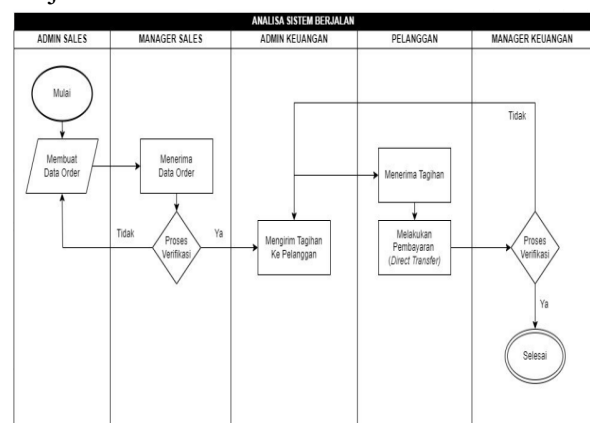 ANALISA SISTEM BERJALAN
ADMIN SALES
MANAGER SALES
ADMIN KEUANGAN
PELANGGAN
MANAGER KEUANGAN
Mulai
Tidak
Membuat
Data Order
Menerima
Data Order
Menerima Tagihan
Tidak
Proses
Verifikasi
Ya
Mengirim Tagihan
Ke Pelanggan
Melakukan
Pembayaran
(Direct Transfer)
Proses
Verifikasi
Ya
Selesai